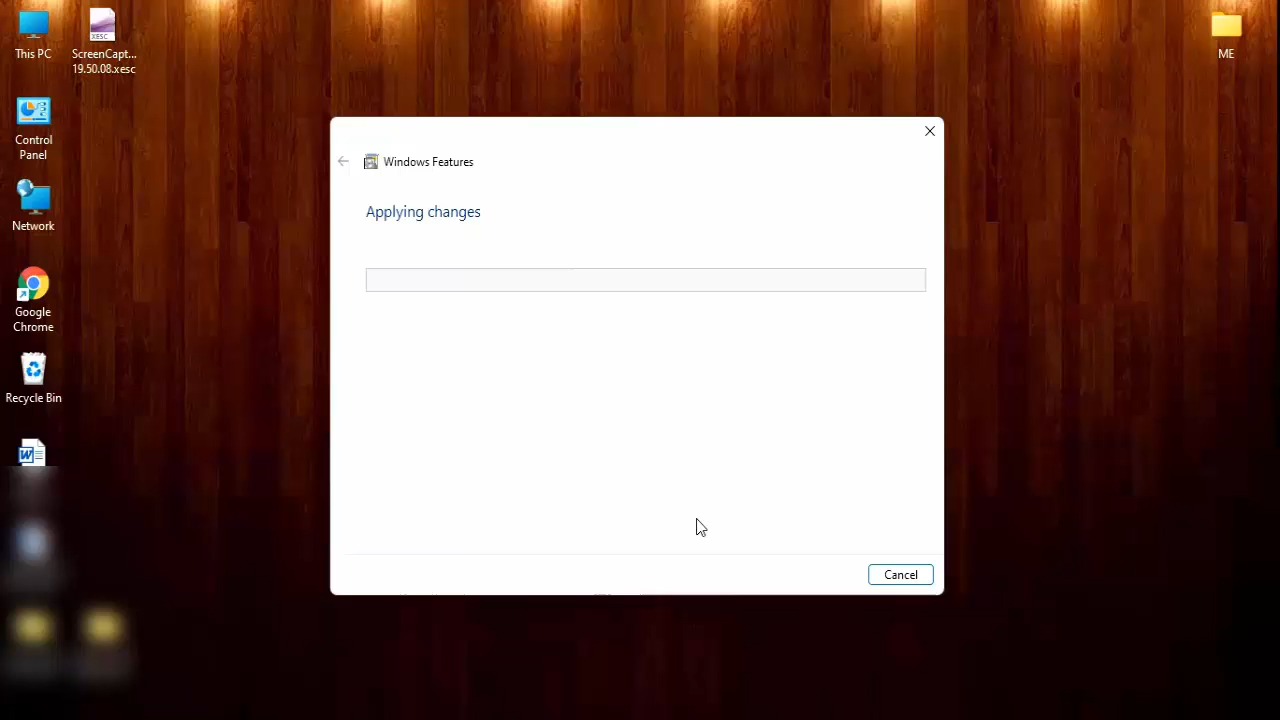 This PC
ScreenCapt...
19.50.08.xesc
XESC
ME
Control
Panel
Network
Google
Chrome
Recycle Bin
W
Windows Features
Applying changes
Cancel